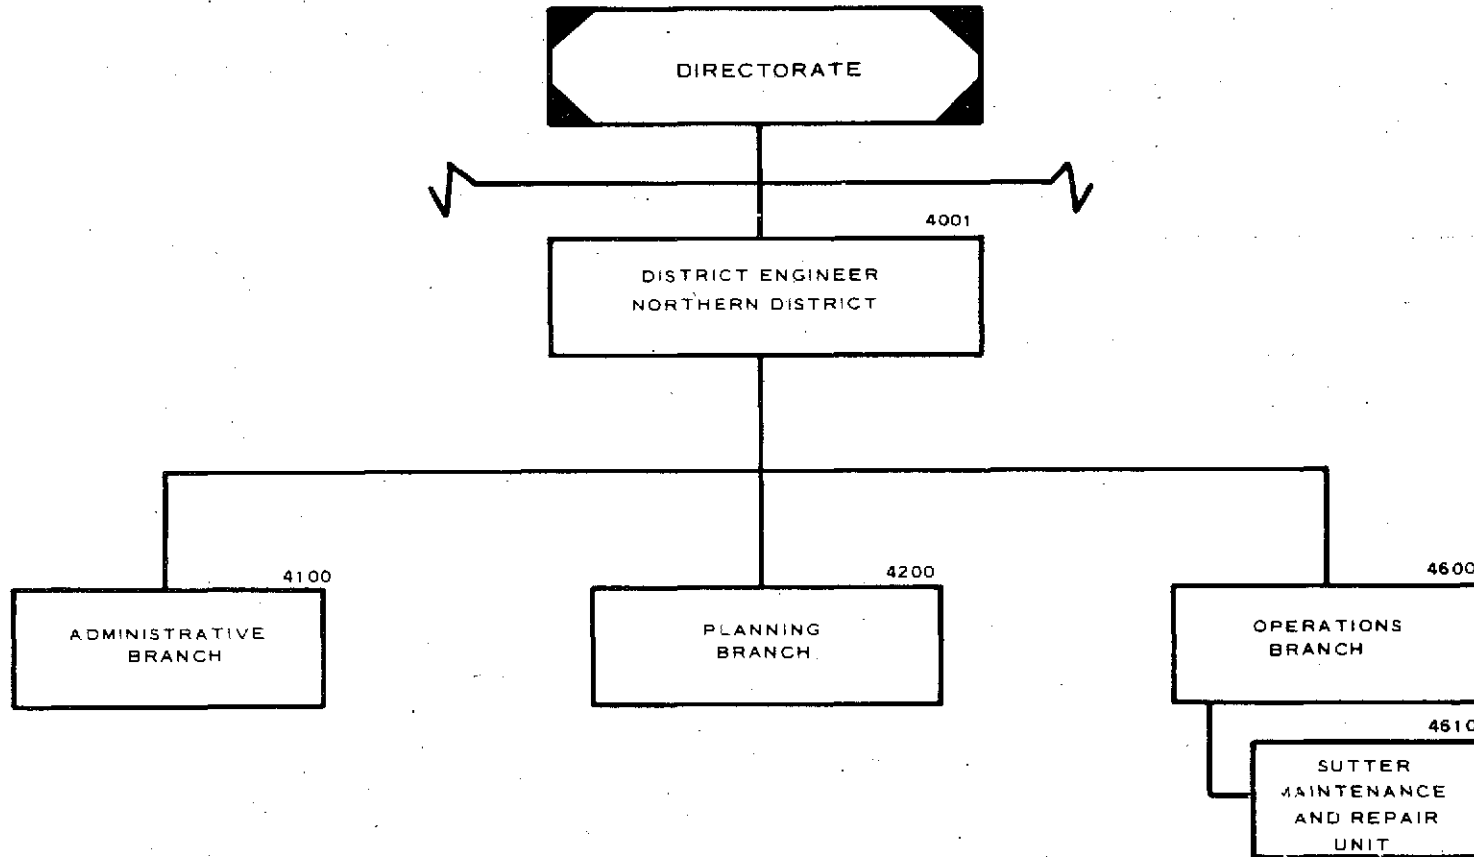 DIRECTORATE
4001
DISTRICT ENGINEER
NORTHERN DISTRICT
4100
ADMINISTRATIVE
BRANCH
4200
PLANNING
BRANCH
4600
OPERATIONS
BRANCH
4610
SUTTER
MAINTENANCE
AND REPAIR
UNIT